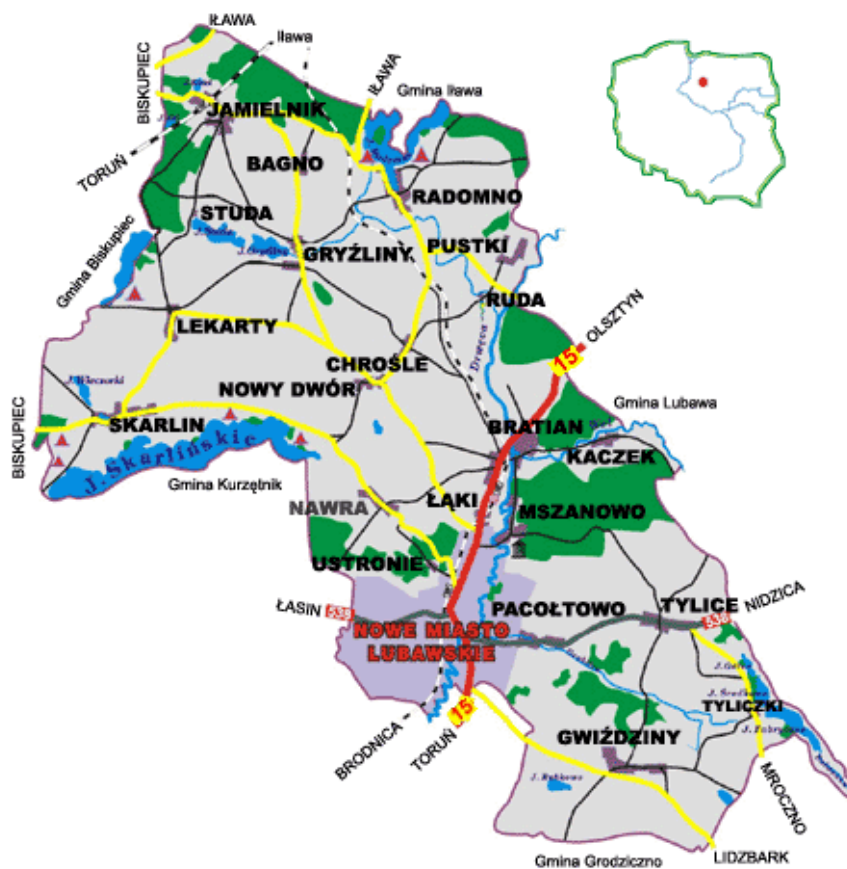 IŁAWA
Iława
BISKUPIEC
IŁAWA
Gmina Iława
JAMIELNIK
TORUŃ
BAGNO
RADOMNO
STUDA
PUSTKI
GRYŹLINY
Gmina Biskupiec
RUDA
LEKARTY
Drwęca
OLSZTYN
15
CHROŚLE
NOWY DWÓR
Gmina Lubawa
SKARLIN
BRATIAN
BISKUPIEC
J. Skarlińskie
KACZEK
Gmina Kurzętnik
ŁĄKI
NAWRA
MSZANOWO
USTRONIE
ŁASIN
539
PACOŁTOWO
TYLICE
538
NIDZICA
NOWE MIASTO
LUBAWSKIE
TYLICZKI
15
BRODNICA
TORUŃ
GWIŹDZINY
MROCZNO
LIDZBARK
Gmina Grodziczno